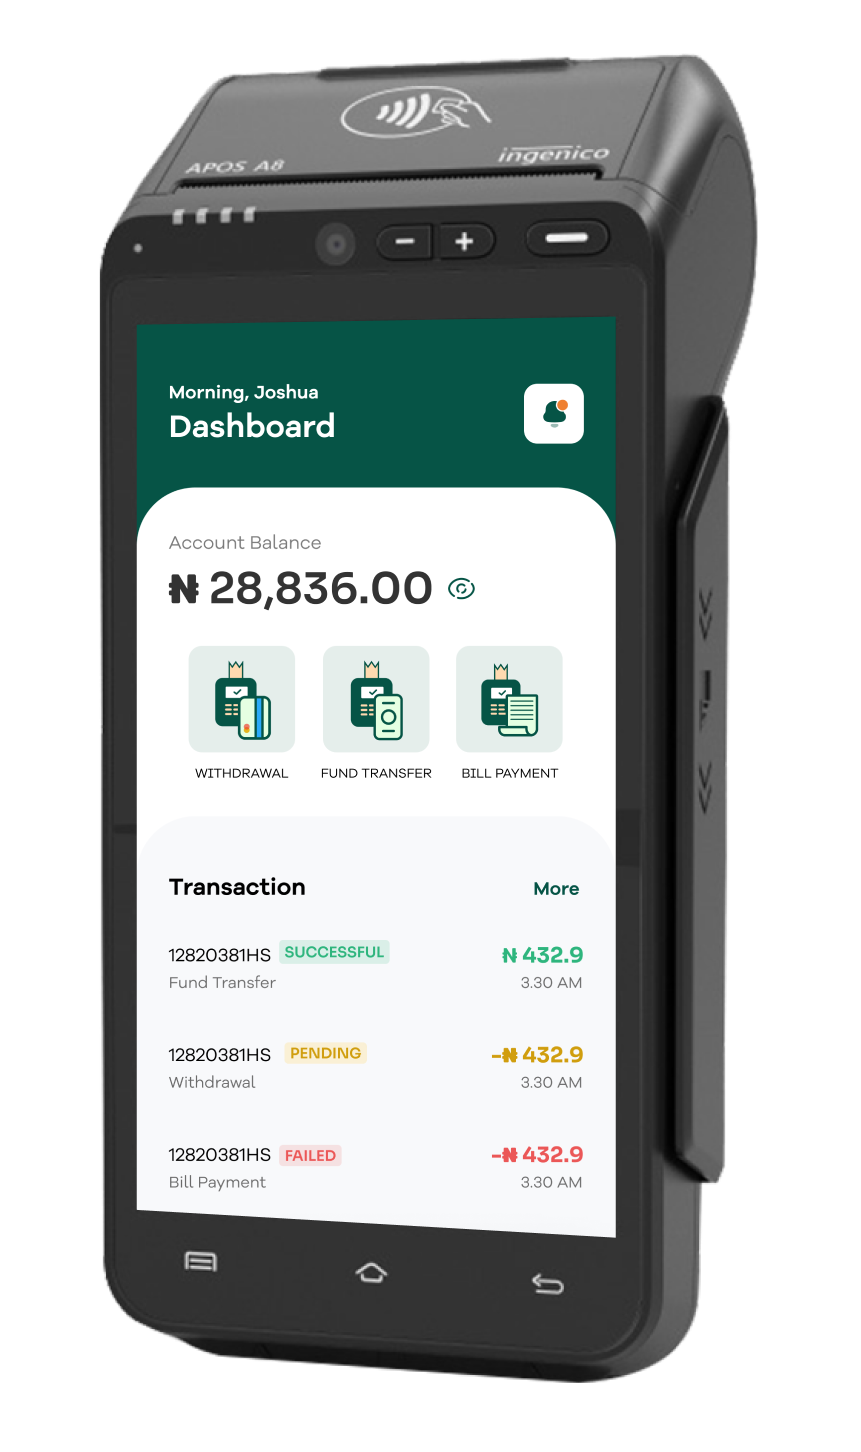 APOS A8
ingenico
Morning, Joshua
Dashboard
Account Balance
₦ 28,836.00
WITHDRAWAL FUND TRANSFER BILL PAYMENT
Transaction More
12820381HS SUCCESSFUL ₦ 432.9
Fund Transfer 3.30 AM
12820381HS PENDING -₦ 432.9
Withdrawal 3.30 AM
12820381HS FAILED -₦ 432.9
Bill Payment 3.30 AM